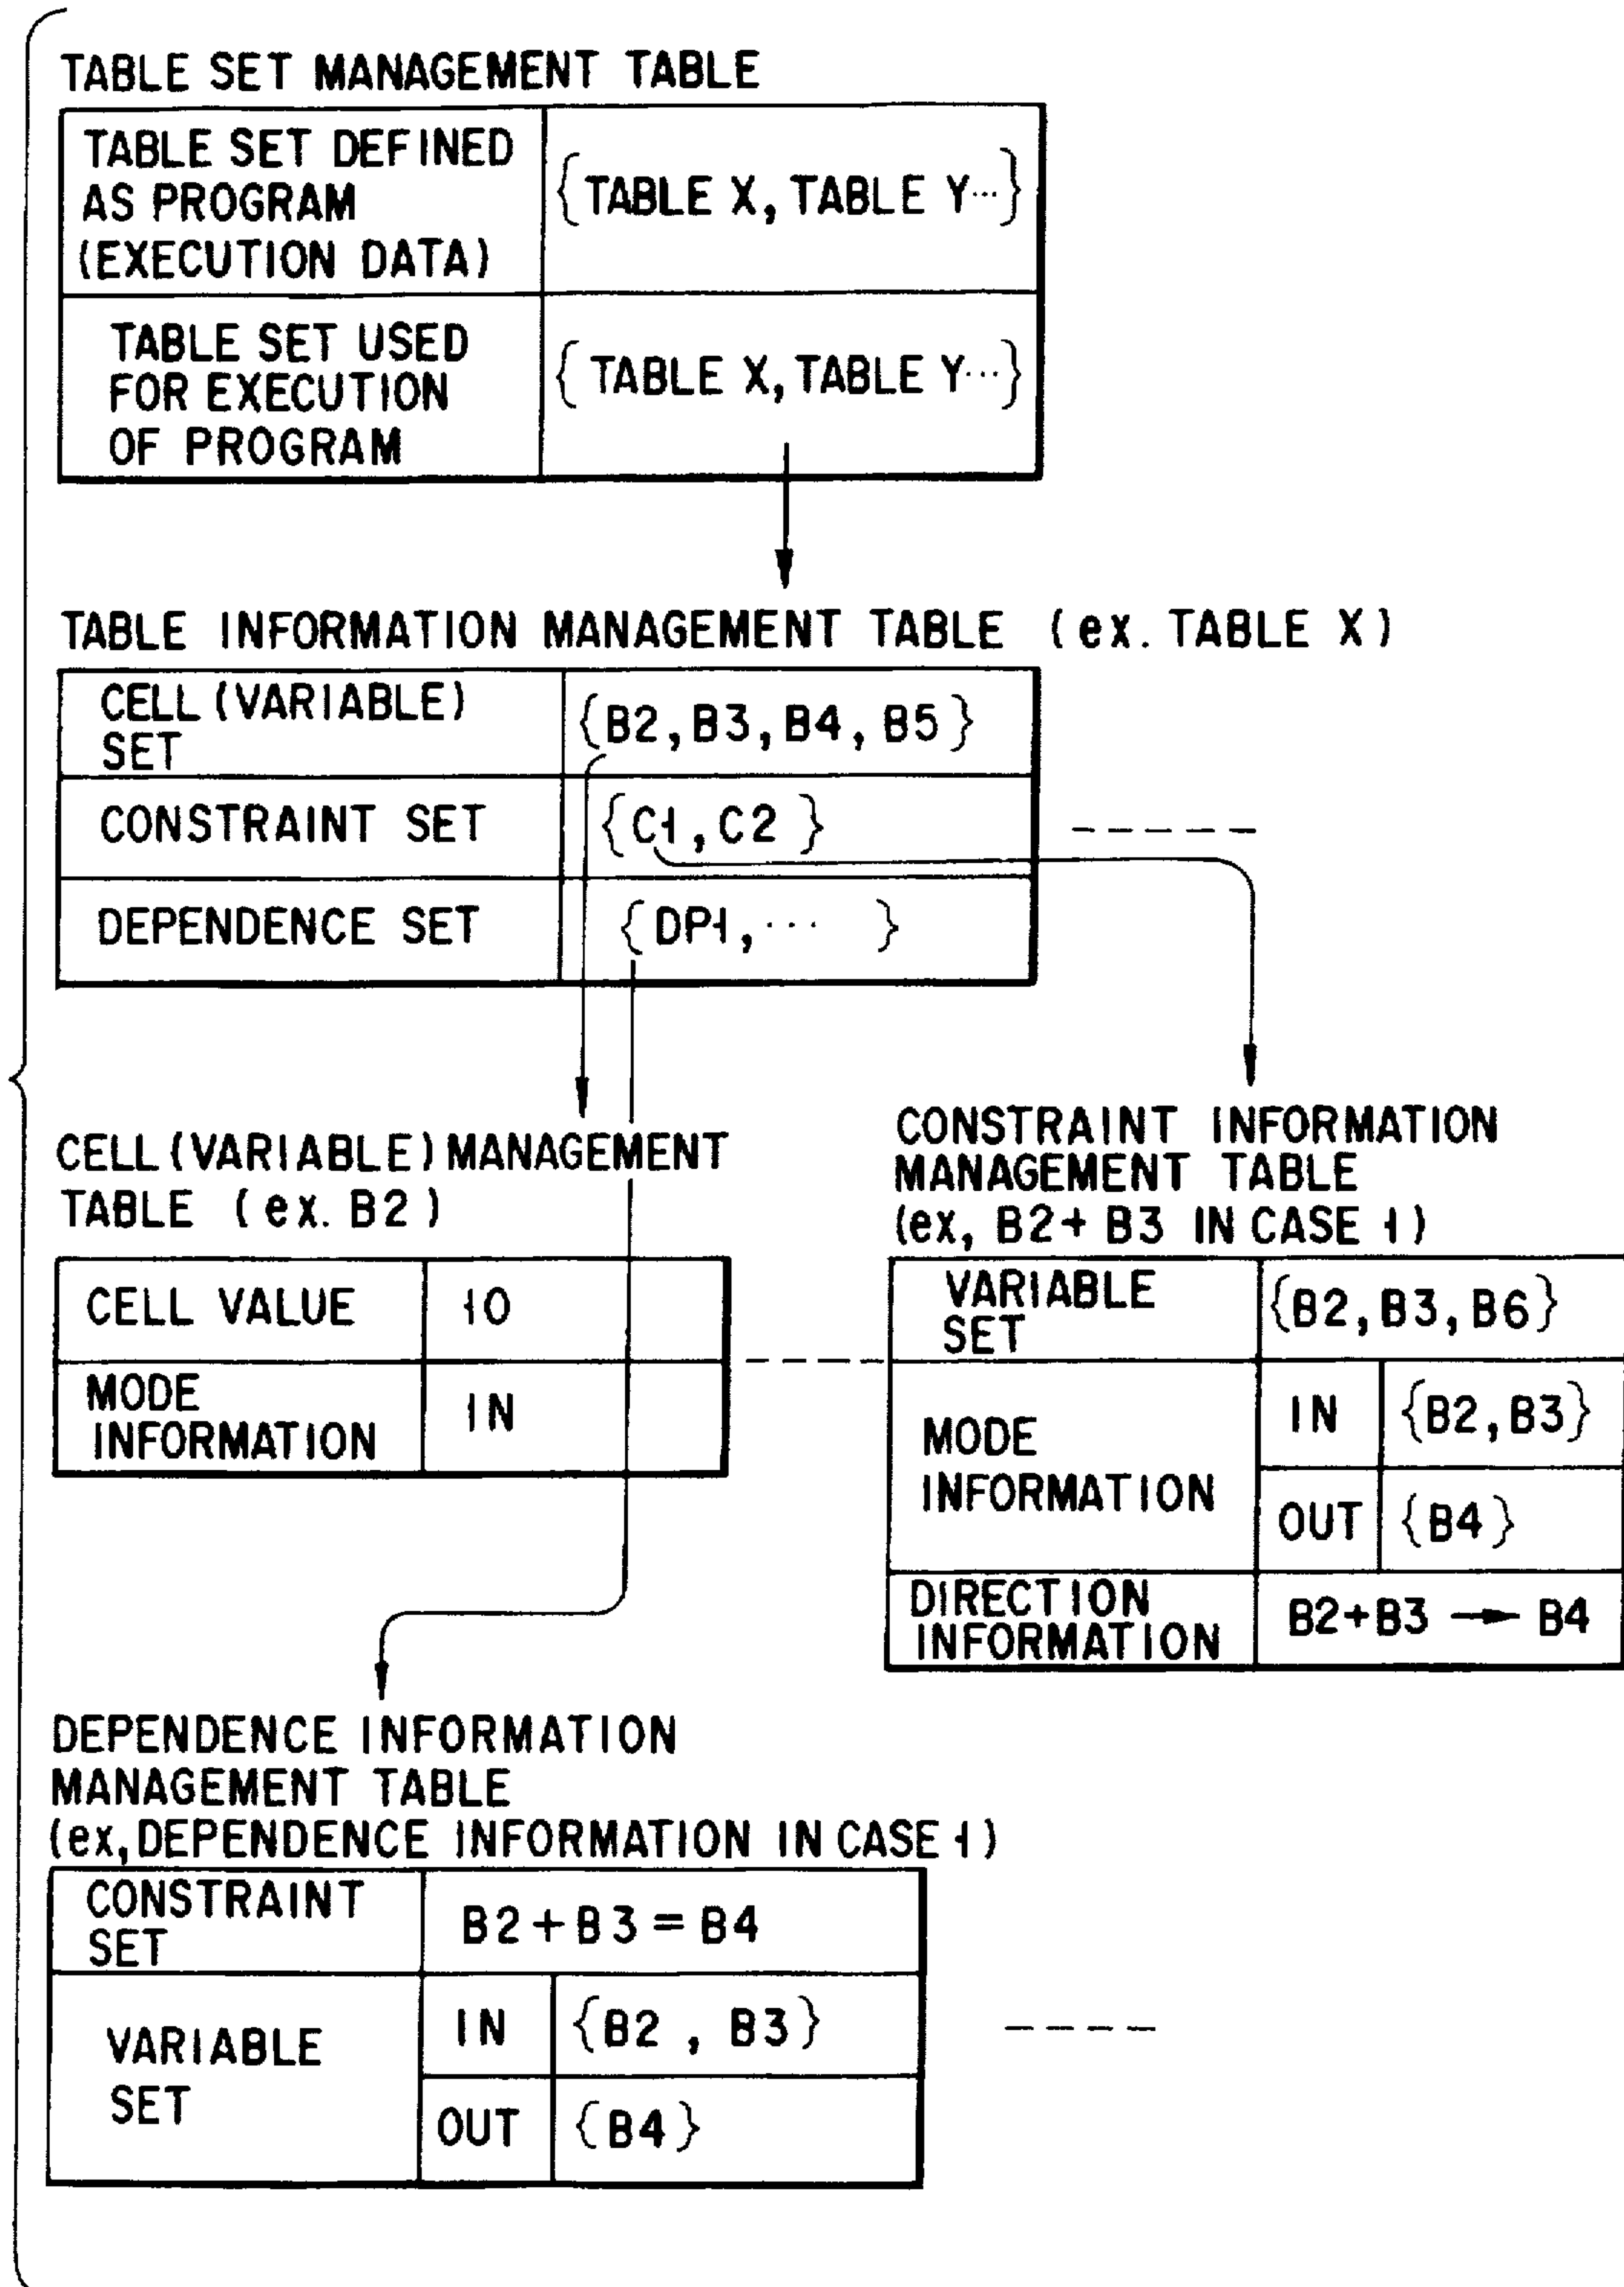 TABLE SET MANAGEMENT TABLE
TABLE SET DEFINED
AS PROGRAM
(EXECUTION DATA)
{TABLE X, TABLE Y···}
TABLE SET USED
FOR EXECUTION
OF PROGRAM
{TABLE X, TABLE Y···}
TABLE INFORMATION MANAGEMENT TABLE (ex. TABLE X)
CELL (VARIABLE)
SET
{B2, B3, B4, B5}
CONSTRAINT SET
{C1, C2}
DEPENDENCE SET
{DP1, ··· }
CELL (VARIABLE) MANAGEMENT
TABLE (ex. B2)
CELL VALUE
10
MODE
INFORMATION
IN
CONSTRAINT INFORMATION
MANAGEMENT TABLE
(ex, B2+ B3 IN CASE 1)
VARIABLE
SET
{B2, B3, B6}
MODE
INFORMATION
IN
{B2, B3}
OUT
{B4}
DIRECTION
INFORMATION
B2+B3 → B4
DEPENDENCE INFORMATION
MANAGEMENT TABLE
(ex, DEPENDENCE INFORMATION IN CASE 1)
CONSTRAINT
SET
B2+B3=B4
VARIABLE
SET
IN
{B2 , B3}
OUT
{B4}